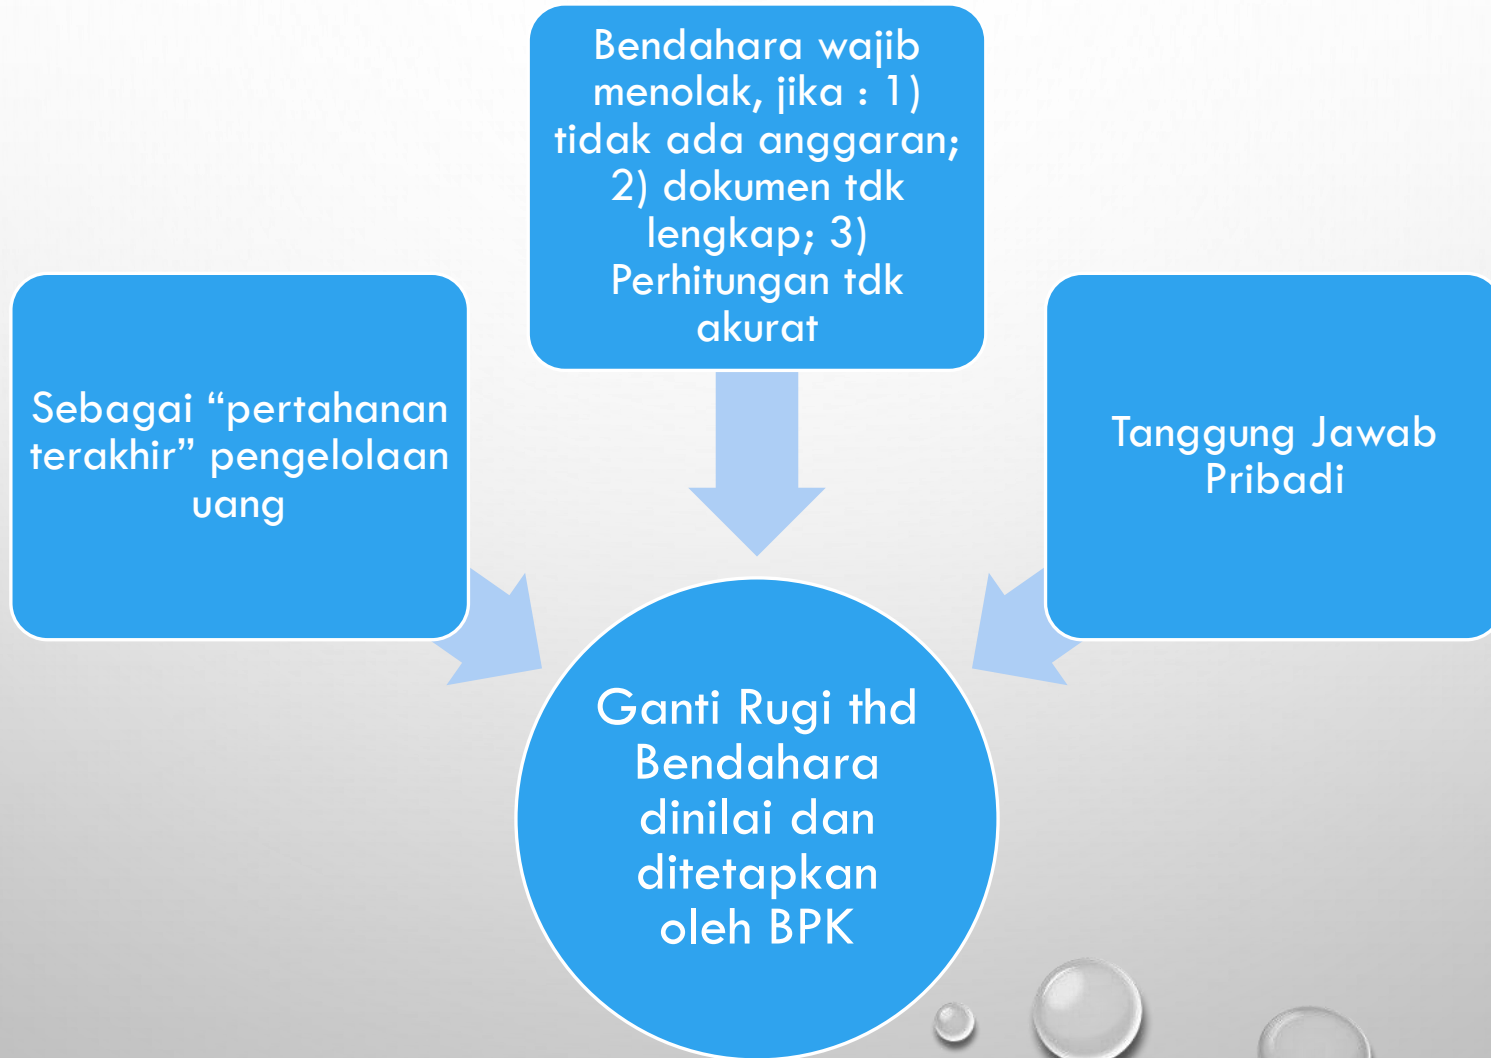 Bendahara wajib
menolak, jika : 1)
tidak ada anggaran;
2) dokumen tdk
lengkap; 3)
Perhitungan tdk
akurat
Sebagai “pertahanan
terakhir” pengelolaan
uang
Tanggung Jawab
Pribadi
Ganti Rugi thd
Bendahara
dinilai dan
ditetapkan
oleh BPK